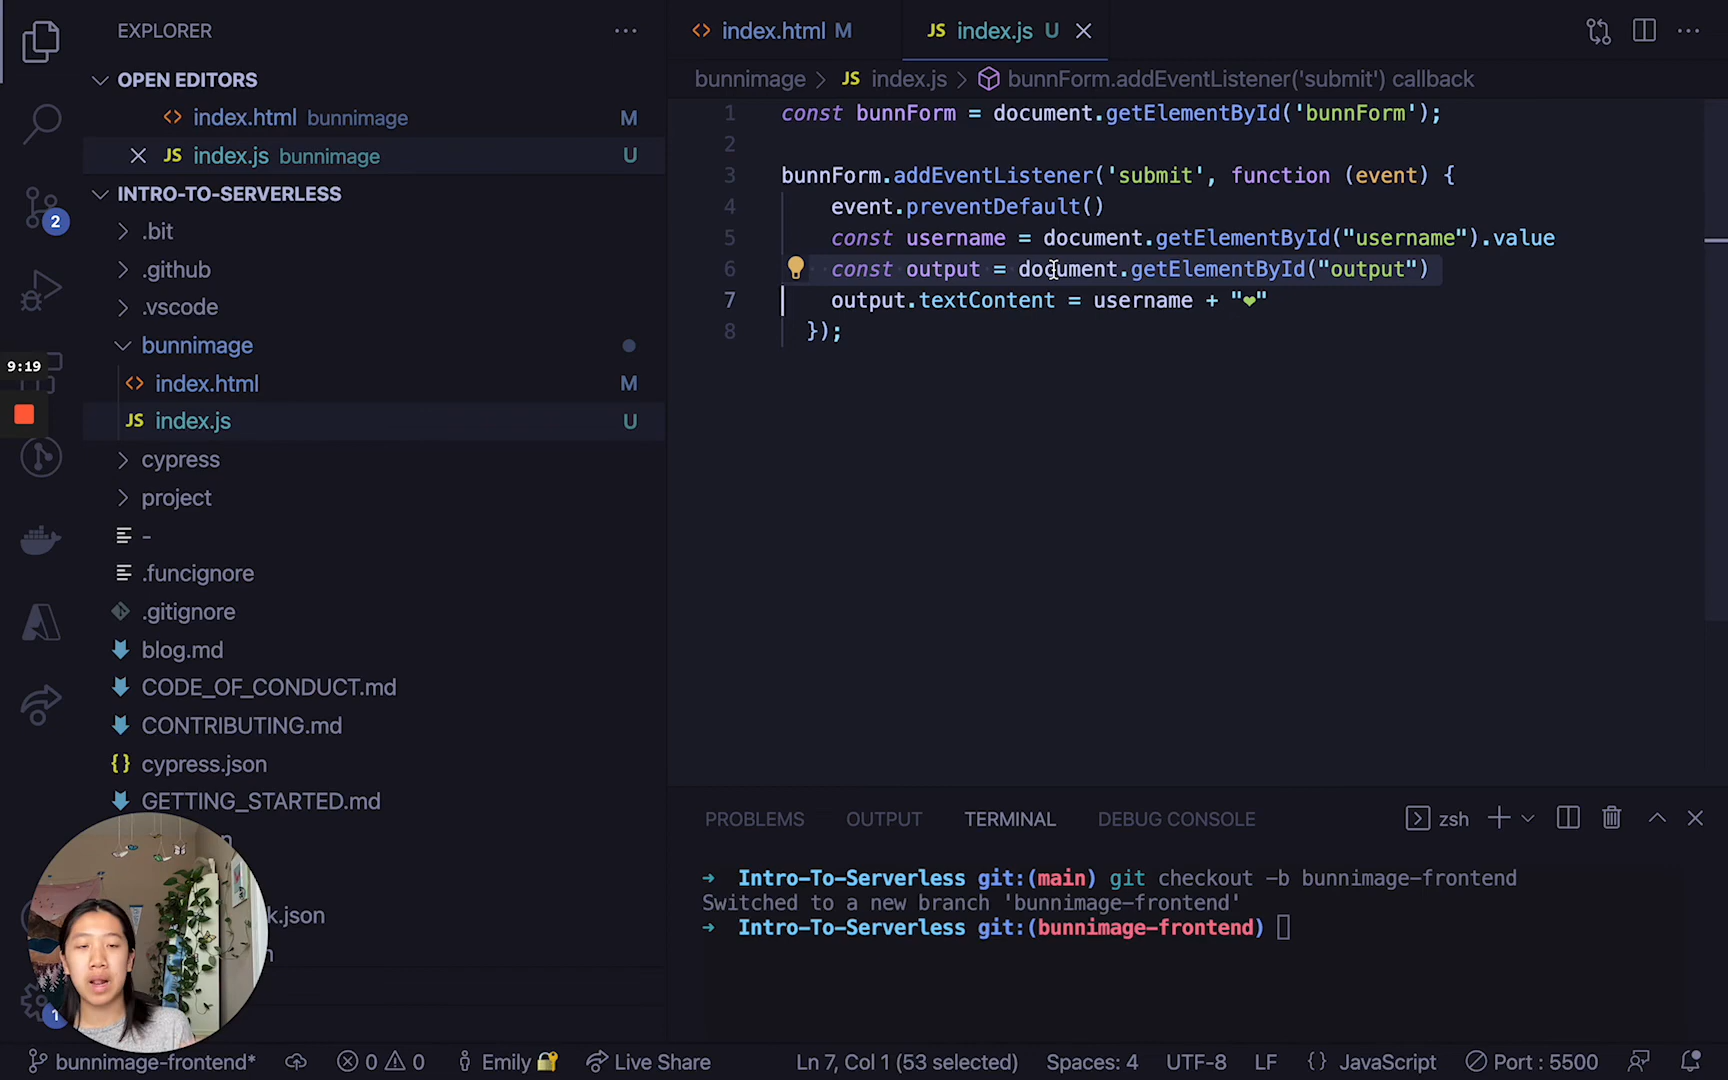 EXPLORER
OPEN EDITORS
index.html bunnimage M
JS index.js bunnimage U
INTRO-TO-SERVERLESS
.bit
.github
.vscode
bunnimage
index.html M
JS index.js U
cypress
project
-
.funcignore
.gitignore
blog.md
CODE_OF_CONDUCT.md
CONTRIBUTING.md
cypress.json
GETTING_STARTED.md
k.json
2
9:19
1
index.html M
JS index.js U
bunnimage > JS index.js > bunnForm.addEventListener('submit') callback
1 const bunnForm = document.getElementById('bunnForm');
2
3 bunnForm.addEventListener('submit', function (event) {
4 event.preventDefault()
5 const username = document.getElementById("username").value
6 const output = document.getElementById("output")
7 output.textContent = username + "❤"
8 });
PROBLEMS OUTPUT TERMINAL DEBUG CONSOLE zsh
→ Intro-To-Serverless git:(main) git checkout -b bunnimage-frontend
Switched to a new branch 'bunnimage-frontend'
→ Intro-To-Serverless git:(bunnimage-frontend)
bunnimage-frontend* 0 0 Emily🔐 Live Share Ln 7, Col 1 (53 selected) Spaces: 4 UTF-8 LF {} JavaScript Port : 5500